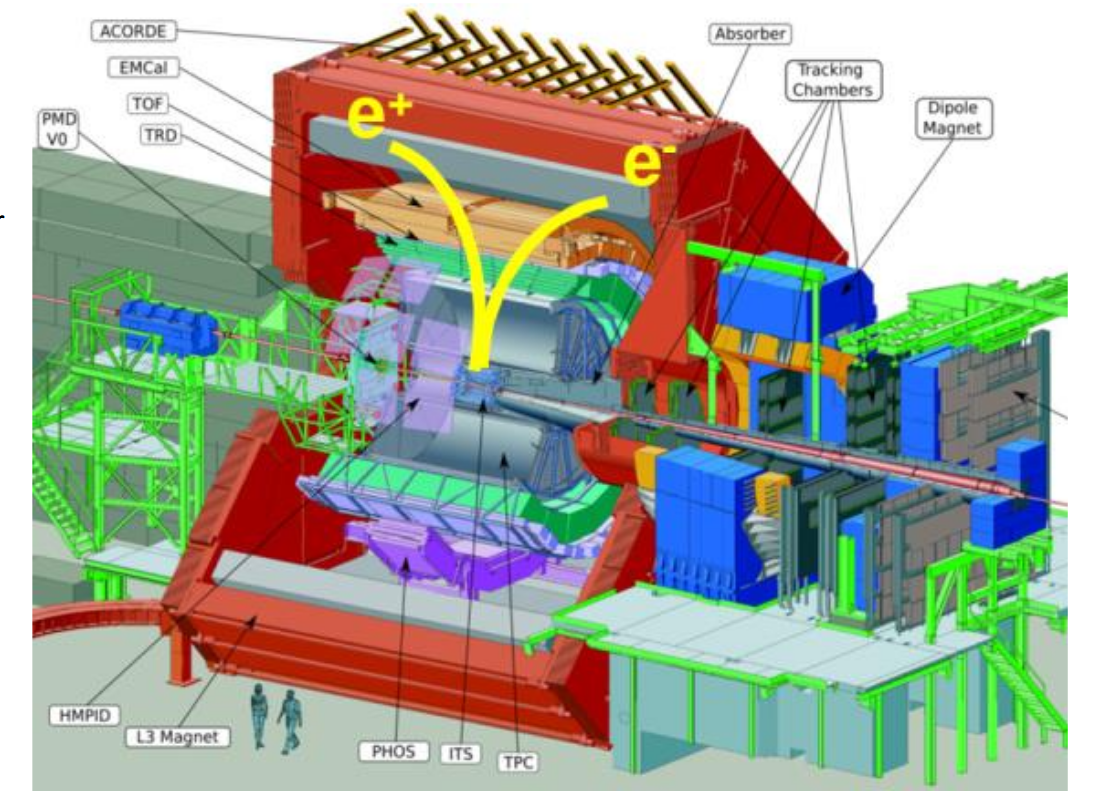 ACORDE
EMCal
TOF
TRD
PMD
V0
e+
e-
Absorber
Tracking
Chambers
Dipole
Magnet
HMPID
L3 Magnet
PHOS
ITS
TPC